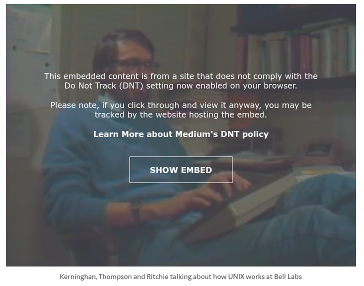 This embedded content is from a site that does not comply with the
Do Not Track (DNT) setting now enabled on your browser.
Please note, if you click through and view it anyway, you may be
tracked by the website hosting the embed.
Learn More about Medium's DNT policy
SHOW EMBED
Kerninghan, Thompson and Ritchie talking about how UNIX works at Bell Labs